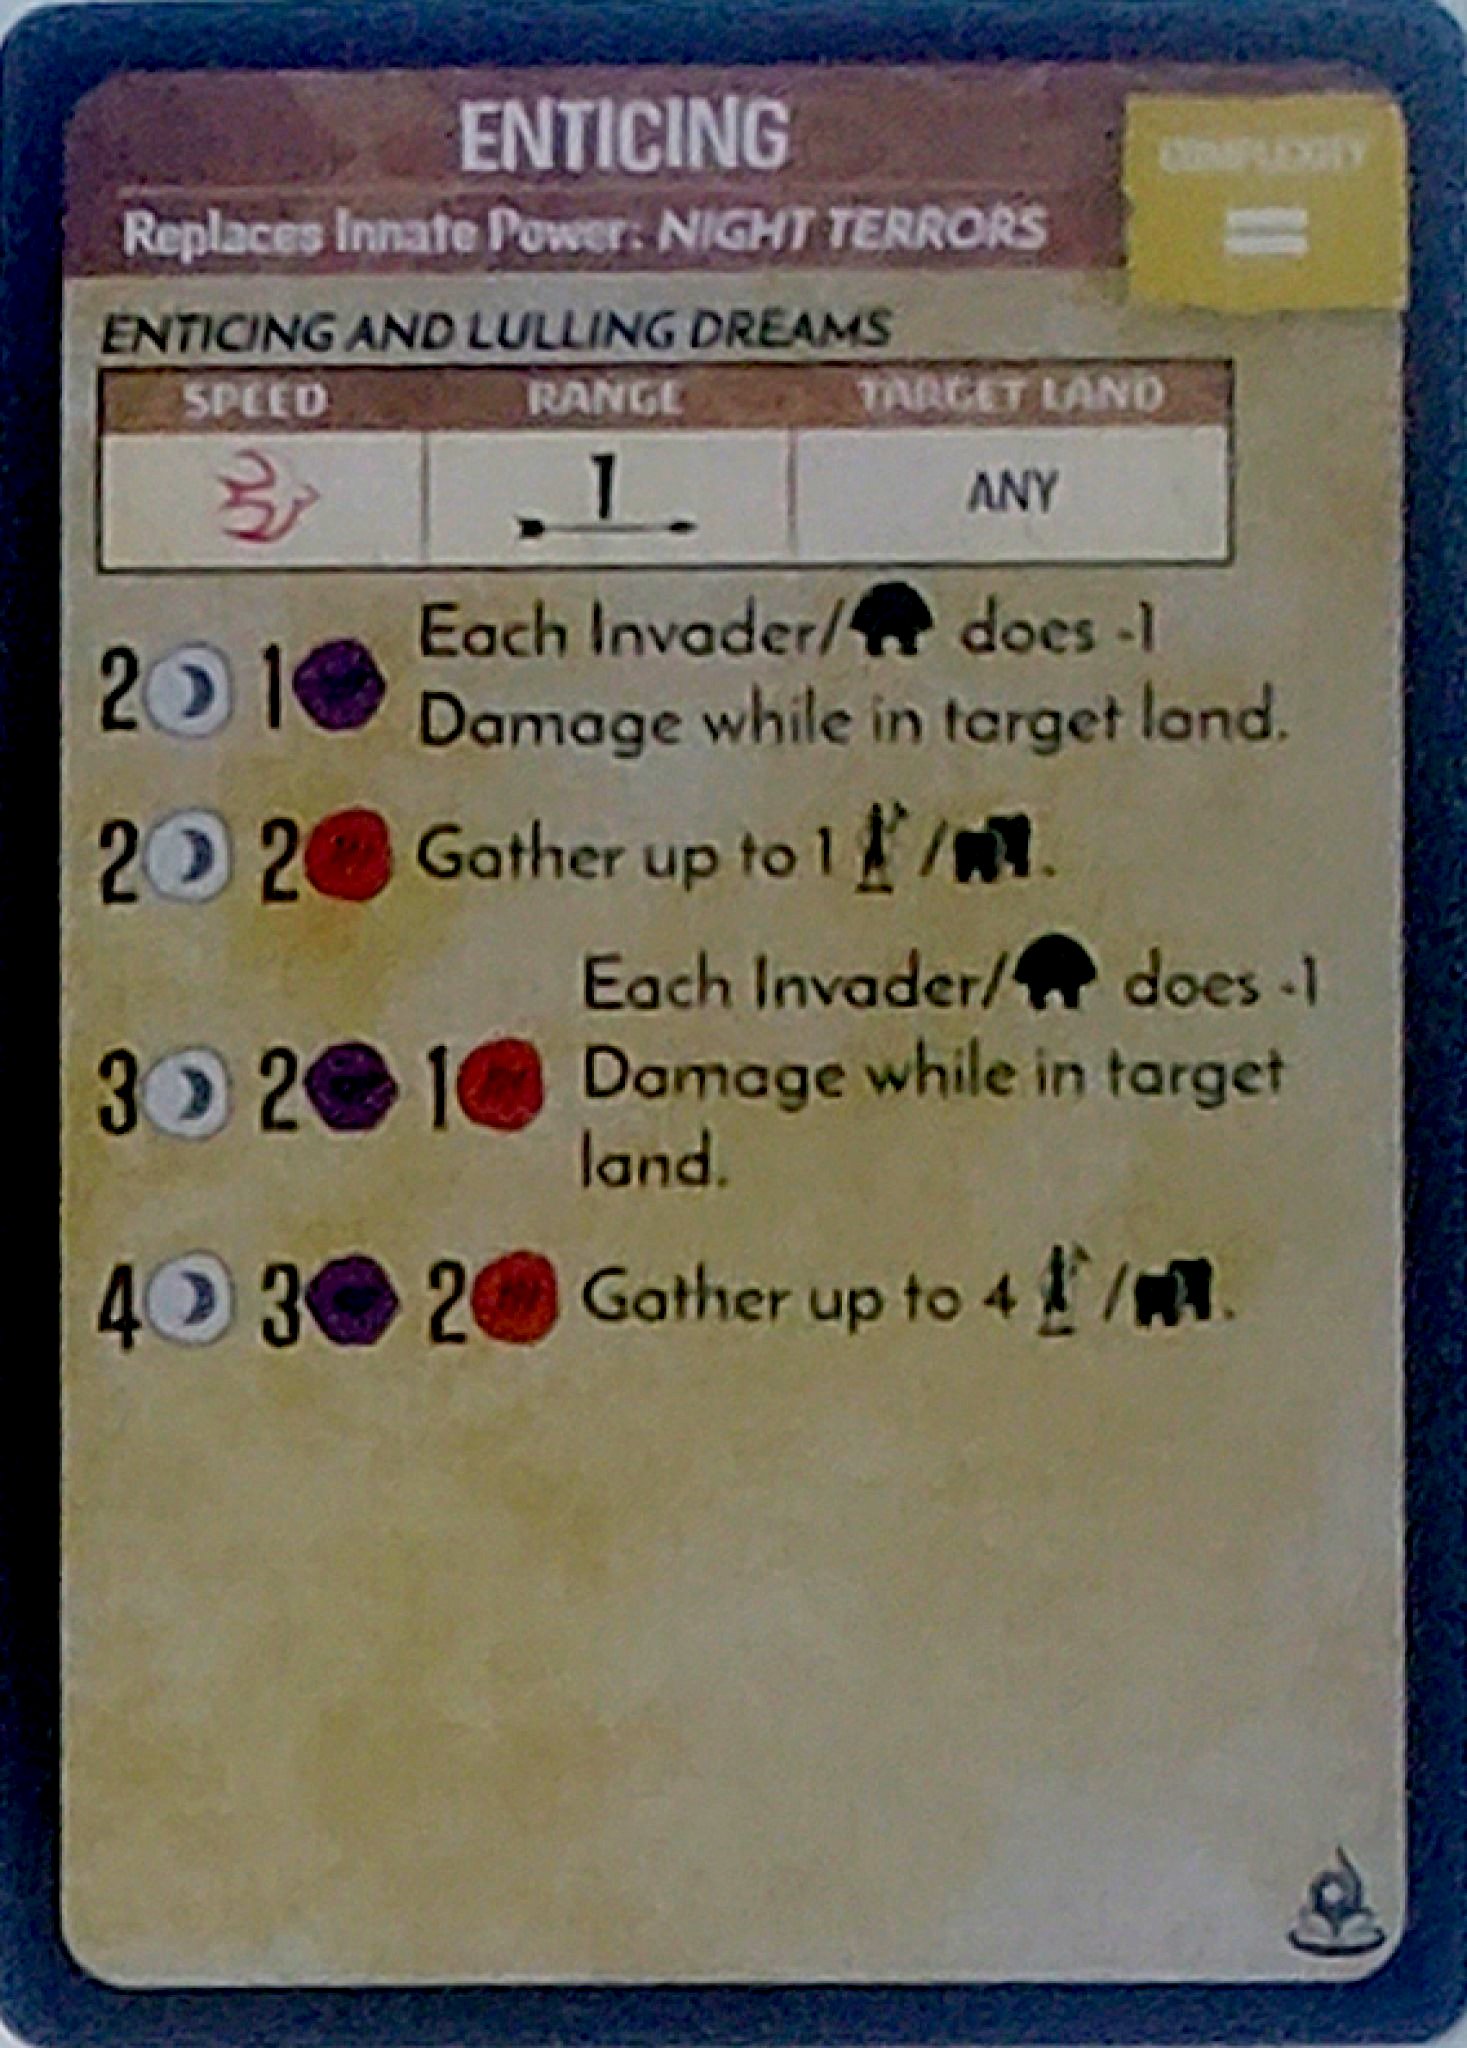 ENTICING
COMPLEXITY
=
Replaces Innate Power: NIGHT TERRORS
ENTICING AND LULLING DREAMS
SPEED RANGE TARGET LAND
1 ANY
2 1 Each Invader/ does -1
Damage while in target land.
2 2 Gather up to 1 / .
Each Invader/ does -1
3 2 1 Damage while in target
land.
4 3 2 Gather up to 4 / .